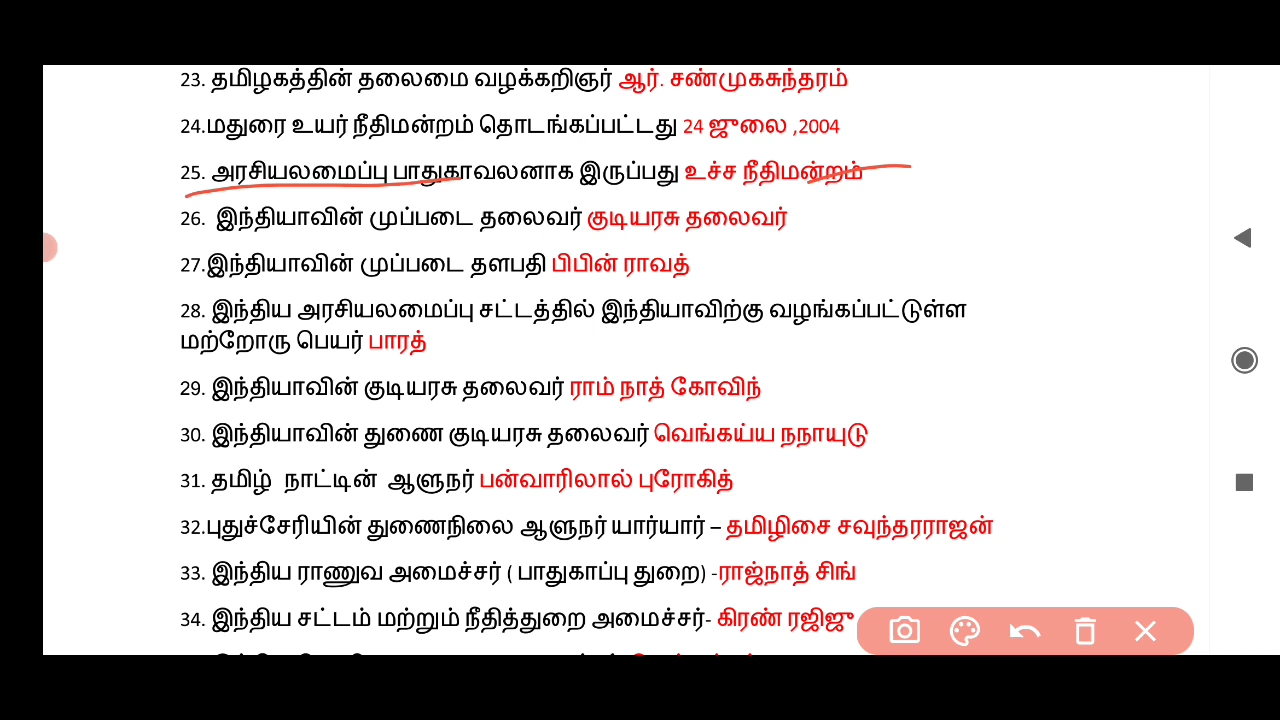 23. தமிழகத்தின் தலைமை வழக்கறிஞர் ஆர். சண்முகசுந்தரம்
24.மதுரை உயர் நீதிமன்றம் தொடங்கப்பட்டது 24 ஜுலை ,2004
25. அரசியலமைப்பு பாதுகாவலனாக இருப்பது உச்ச நீதிமன்றம்
26. இந்தியாவின் முப்படை தலைவர் குடியரசு தலைவர்
27.இந்தியாவின் முப்படை தளபதி பிபின் ராவத்
28. இந்திய அரசியலமைப்பு சட்டத்தில் இந்தியாவிற்கு வழங்கப்பட்டுள்ள
மற்றோரு பெயர் பாரத்
29. இந்தியாவின் குடியரசு தலைவர் ராம் நாத் கோவிந்
30. இந்தியாவின் துணை குடியரசு தலைவர் வெங்கய்ய நநாயுடு
31. தமிழ் நாட்டின் ஆளுநர் பன்வாரிலால் புரோகித்
32.புதுச்சேரியின் துணைநிலை ஆளுநர் யார்யார் – தமிழிசை சவுந்தரராஜன்
33. இந்திய ராணுவ அமைச்சர் ( பாதுகாப்பு துறை) -ராஜ்நாத் சிங்
34. இந்திய சட்டம் மற்றும் நீதித்துறை அமைச்சர்- கிரண் ரஜிஜு